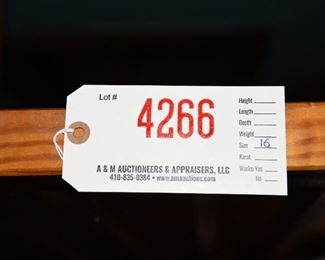 Lot #
4266
Height
Length
Depth
Weight
Size 16
Karat
Works Yes
No
A & M AUCTIONEERS & APPRAISERS, LLC
410-835-0384 • www.amauctions.com